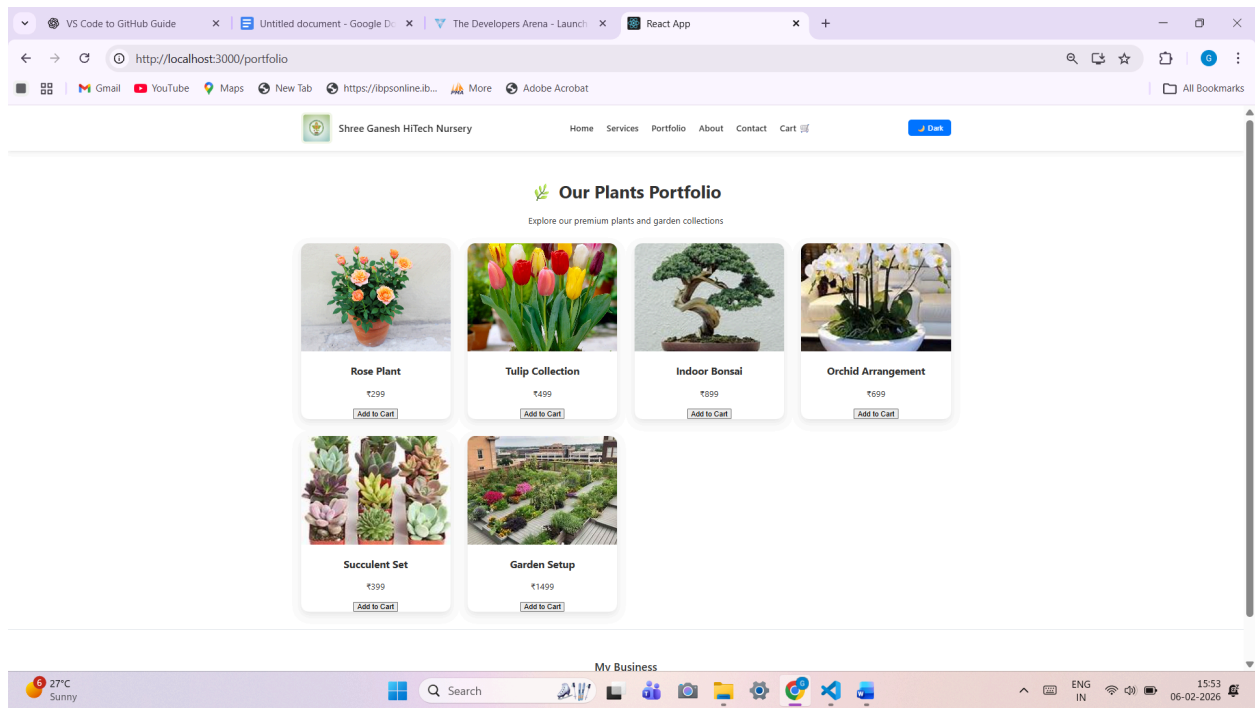 VS Code to GitHub Guide
Untitled document - Google Do
The Developers Arena - Launch
React App
http://localhost:3000/portfolio
G
Gmail YouTube Maps New Tab https://ibpsonline.ib... More Adobe Acrobat All Bookmarks
Shree Ganesh HiTech Nursery Home Services Portfolio About Contact Cart 🛒 🌙 Dark
🌿 Our Plants Portfolio
Explore our premium plants and garden collections
Rose Plant Tulip Collection Indoor Bonsai Orchid Arrangement
₹299 ₹499 ₹899 ₹699
Add to Cart Add to Cart Add to Cart Add to Cart
Succulent Set Garden Setup
₹399 ₹1499
Add to Cart Add to Cart
My Business
6 27°C
Sunny
Search
ENG
IN
15:53
06-02-2026